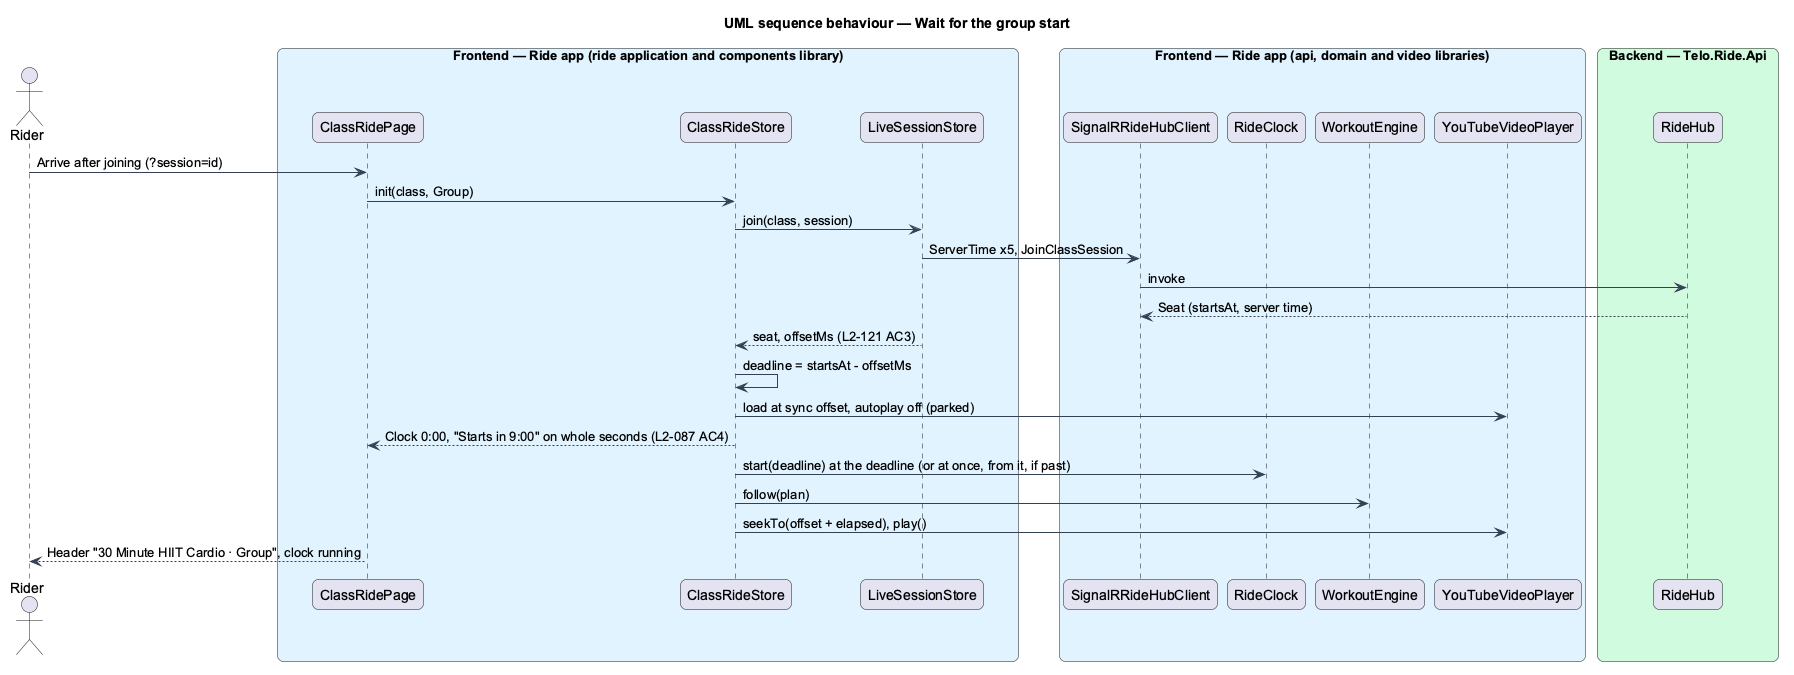 UML sequence behaviour — Wait for the group start
Frontend — Ride app (ride application and components library)
Frontend — Ride app (api, domain and video libraries)
Backend — Telo.Ride.Api
Rider
ClassRidePage
ClassRideStore
LiveSessionStore
SignalRRideHubClient
RideClock
WorkoutEngine
YouTubeVideoPlayer
RideHub
Arrive after joining (?session=id)
init(class, Group)
join(class, session)
ServerTime x5, JoinClassSession
invoke
Seat (startsAt, server time)
seat, offsetMs (L2-121 AC3)
deadline = startsAt - offsetMs
load at sync offset, autoplay off (parked)
Clock 0:00, "Starts in 9:00" on whole seconds (L2-087 AC4)
start(deadline) at the deadline (or at once, from it, if past)
follow(plan)
seekTo(offset + elapsed), play()
Header "30 Minute HIIT Cardio · Group", clock running
Rider
ClassRidePage
ClassRideStore
LiveSessionStore
SignalRRideHubClient
RideClock
WorkoutEngine
YouTubeVideoPlayer
RideHub